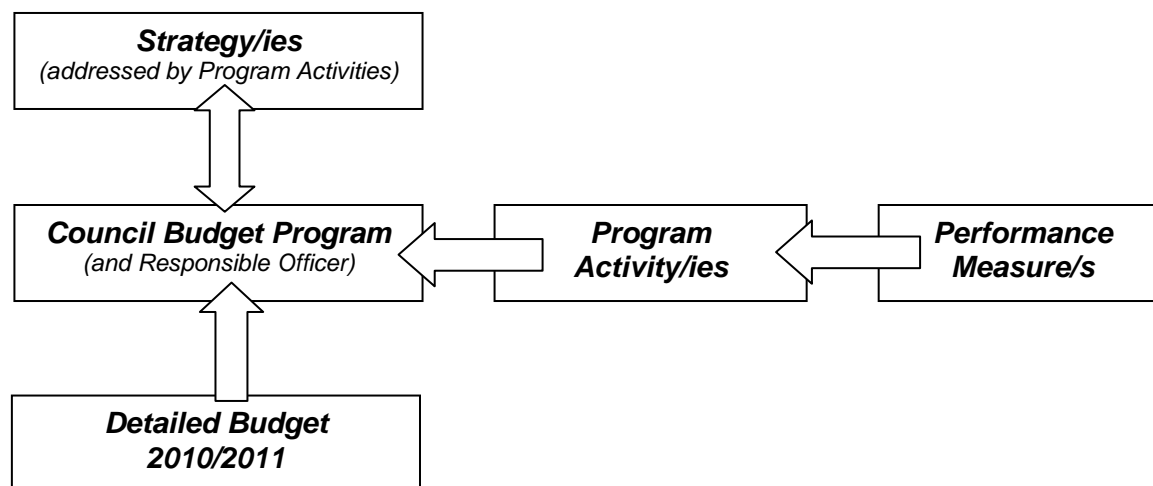 Strategy/ies
(addressed by Program Activities)
Council Budget Program
(and Responsible Officer)
Program
Activity/ies
Performance
Measure/s
Detailed Budget
2010/2011